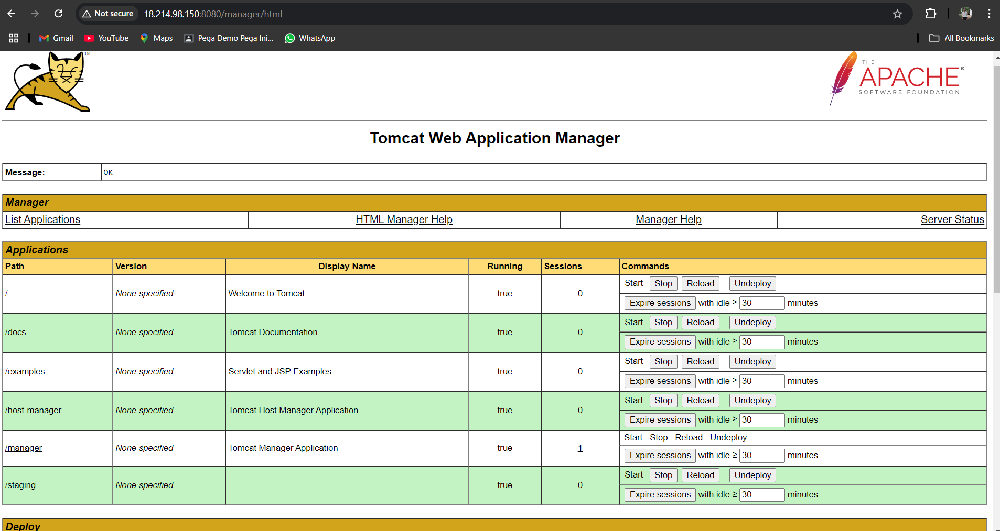 Not secure 18.214.98.150:8080/manager/html
Gmail YouTube Maps Pega Demo Pega Ini... WhatsApp All Bookmarks
TM
THE
APACHE®
SOFTWARE FOUNDATION
Tomcat Web Application Manager
Message: OK
Manager
List Applications HTML Manager Help Manager Help Server Status
Applications
Path Version Display Name Running Sessions Commands
/ None specified Welcome to Tomcat true 0 Start Stop Reload Undeploy
Expire sessions with idle ≥ 30 minutes
/docs None specified Tomcat Documentation true 0 Start Stop Reload Undeploy
Expire sessions with idle ≥ 30 minutes
/examples None specified Servlet and JSP Examples true 0 Start Stop Reload Undeploy
Expire sessions with idle ≥ 30 minutes
/host-manager None specified Tomcat Host Manager Application true 0 Start Stop Reload Undeploy
Expire sessions with idle ≥ 30 minutes
/manager None specified Tomcat Manager Application true 1 Start Stop Reload Undeploy
Expire sessions with idle ≥ 30 minutes
/staging None specified true 0 Start Stop Reload Undeploy
Expire sessions with idle ≥ 30 minutes
Deploy